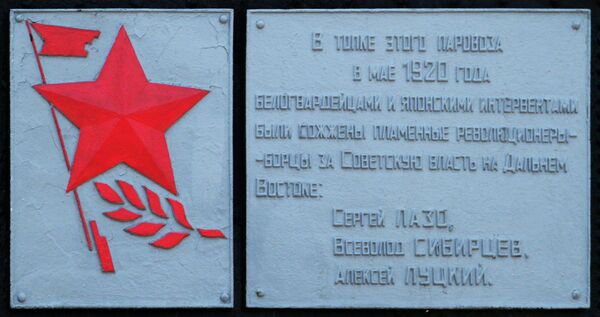 В ТОПКЕ ЭТОГО ПАРОВОЗА
В МАЕ 1920 ГОДА
БЕЛОГВАРДЕЙЦАМИ И ЯПОНСКИМИ ИНТЕРВЕНТАМИ
БЫЛИ СОЖЖЕНЫ ПЛАМЕННЫЕ РЕВОЛЮЦИОНЕРЫ-
-БОРЦЫ ЗА СОВЕТСКУЮ ВЛАСТЬ НА ДАЛЬНЕМ
ВОСТОКЕ:
СЕРГЕЙ ЛАЗО,
ВСЕВОЛОД СИБИРЦЕВ,
АЛЕКСЕЙ ЛУЦКИЙ.